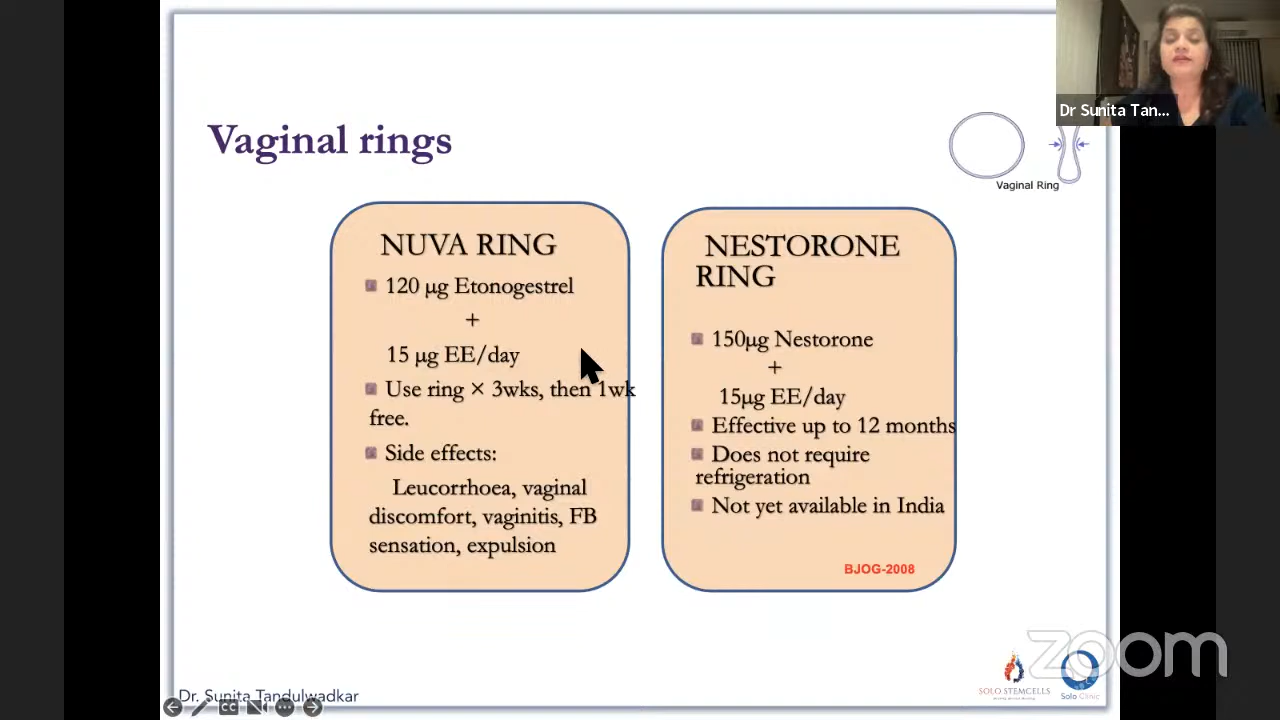 Dr Sunita Tan...
Vaginal rings
Vaginal Ring
NUVA RING
120 µg Etonogestrel
+
15 µg EE/day
Use ring × 3wks, then 1wk
free.
Side effects:
Leucorrhoea, vaginal
discomfort, vaginitis, FB
sensation, expulsion
NESTORONE
RING
150µg Nestorone
+
15µg EE/day
Effective up to 12 months
Does not require
refrigeration
Not yet available in India
BJOG-2008
zoom
SOLO STEMCELLS
Solo Clinic
Dr. Sunita Tandulwadkar
CC